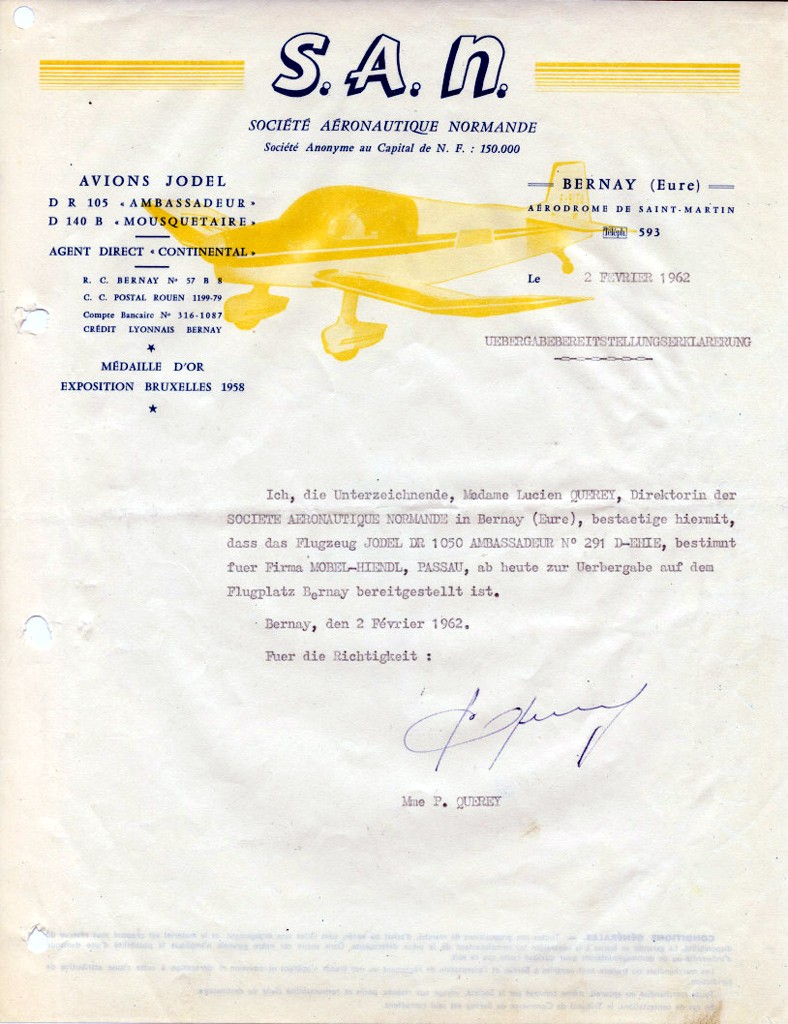 S.A.N.
SOCIÉTÉ AÉRONAUTIQUE NORMANDE
Société Anonyme au Capital de N. F. : 150.000
AVIONS JODEL
D R 105 « AMBASSADEUR »
D 140 B « MOUSQUETAIRE »
AGENT DIRECT « CONTINENTAL »
R. C. BERNAY Nº 57 B 8
C. C. POSTAL ROUEN 1199-79
Compte Bancaire Nº 316-1087
CRÉDIT LYONNAIS BERNAY
MÉDAILLE D'OR
EXPOSITION BRUXELLES 1958
BERNAY (Eure)
AÉRODROME DE SAINT-MARTIN
Téléph. 593
Le 2 FEVRIER 1962
UEBERGABEBEREITSTELLUNGSERKLARERUNG
Ich, die Unterzeichnende, Madame Lucien QUEREY, Direktorin der
SOCIETE AERONAUTIQUE NORMANDE in Bernay (Eure), bestaetige hiermit,
dass das Flugzeug JODEL DR 1050 AMBASSADEUR Nº 291 D-EHIE, bestimmt
fuer Firma MOBEL-HIENDL, PASSAU, ab heute zur Uerbergabe auf dem
Flugplatz Bernay bereitgestellt ist.
Bernay, den 2 Février 1962.
Fuer die Richtigkeit :
Mme P. QUEREY